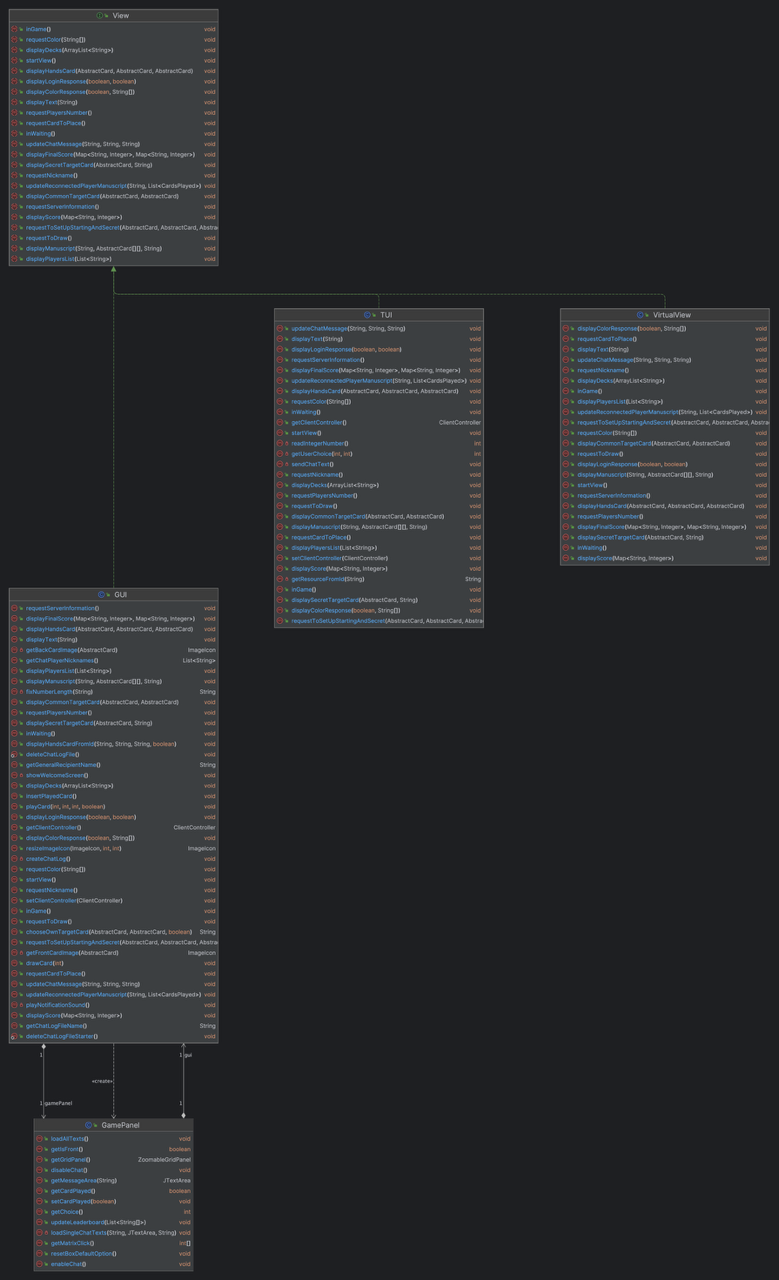 View
inGame() void
requestColor(String[]) void
displayDecks(ArrayList<String>) void
startView() void
displayHandsCard(AbstractCard, AbstractCard, AbstractCard) void
displayLoginResponse(boolean, boolean) void
displayColorResponse(boolean, String[]) void
displayText(String) void
requestPlayersNumber() void
requestCardToPlace() void
inWaiting() void
updateChatMessage(String, String, String) void
displayFinalScore(Map<String, Integer>, Map<String, Integer>) void
displaySecretTargetCard(AbstractCard, String) void
requestNickname() void
updateReconnectedPlayerManuscript(String, List<CardsPlayed>) void
displayCommonTargetCard(AbstractCard, AbstractCard) void
requestServerInformation() void
displayScore(Map<String, Integer>) void
requestToSetUpStartingAndSecret(AbstractCard, AbstractCard, Abstra
requestToDraw() void
displayManuscript(String, AbstractCard[][], String) void
displayPlayersList(List<String>) void
TUI
updateChatMessage(String, String, String) void
displayText(String) void
displayLoginResponse(boolean, boolean) void
requestServerInformation() void
displayFinalScore(Map<String, Integer>, Map<String, Integer>) void
updateReconnectedPlayerManuscript(String, List<CardsPlayed>) void
displayHandsCard(AbstractCard, AbstractCard, AbstractCard) void
requestColor(String[]) void
inWaiting() void
getClientController() ClientController
startView() void
readIntegerNumber() int
getUserChoice(int, int) int
sendChatText() void
requestNickname() void
displayDecks(ArrayList<String>) void
requestPlayersNumber() void
requestToDraw() void
displayCommonTargetCard(AbstractCard, AbstractCard) void
displayManuscript(String, AbstractCard[][], String) void
requestCardToPlace() void
displayPlayersList(List<String>) void
setClientController(ClientController) void
displayScore(Map<String, Integer>) void
getResourceFromId(String) String
inGame() void
displaySecretTargetCard(AbstractCard, String) void
displayColorResponse(boolean, String[]) void
requestToSetUpStartingAndSecret(AbstractCard, AbstractCard, Abstra
VirtualView
displayColorResponse(boolean, String[]) void
requestCardToPlace() void
displayText(String) void
updateChatMessage(String, String, String) void
requestNickname() void
displayDecks(ArrayList<String>) void
inGame() void
displayPlayersList(List<String>) void
updateReconnectedPlayerManuscript(String, List<CardsPlayed>) void
requestToSetUpStartingAndSecret(AbstractCard, AbstractCard, Abstra
requestColor(String[]) void
displayCommonTargetCard(AbstractCard, AbstractCard) void
requestToDraw() void
displayLoginResponse(boolean, boolean) void
displayManuscript(String, AbstractCard[][], String) void
startView() void
requestServerInformation() void
displayHandsCard(AbstractCard, AbstractCard, AbstractCard) void
requestPlayersNumber() void
displayFinalScore(Map<String, Integer>, Map<String, Integer>) void
displaySecretTargetCard(AbstractCard, String) void
inWaiting() void
displayScore(Map<String, Integer>) void
GUI
requestServerInformation() void
displayFinalScore(Map<String, Integer>, Map<String, Integer>) void
displayHandsCard(AbstractCard, AbstractCard, AbstractCard) void
displayText(String) void
getBackCardImage(AbstractCard) ImageIcon
getChatPlayerNicknames() List<String>
displayPlayersList(List<String>) void
displayManuscript(String, AbstractCard[][], String) void
fixNumberLength(String) String
displayCommonTargetCard(AbstractCard, AbstractCard) void
requestPlayersNumber() void
displaySecretTargetCard(AbstractCard, String) void
inWaiting() void
displayHandsCardFromId(String, String, String, boolean) void
deleteChatLogFile() void
getGeneralRecipientName() String
showWelcomeScreen() void
displayDecks(ArrayList<String>) void
insertPlayedCard() void
playCard(int, int, int, boolean) void
displayLoginResponse(boolean, boolean) void
getClientController() ClientController
displayColorResponse(boolean, String[]) void
resizeImageIcon(ImageIcon, int, int) ImageIcon
createChatLog() void
requestColor(String[]) void
startView() void
requestNickname() void
setClientController(ClientController) void
inGame() void
requestToDraw() void
chooseOwnTargetCard(AbstractCard, AbstractCard, boolean) String
requestToSetUpStartingAndSecret(AbstractCard, AbstractCard, Abstra
getFrontCardImage(AbstractCard) ImageIcon
drawCard(int) void
requestCardToPlace() void
updateChatMessage(String, String, String) void
updateReconnectedPlayerManuscript(String, List<CardsPlayed>) void
playNotificationSound() void
displayScore(Map<String, Integer>) void
getChatLogFileName() String
deleteChatLogFileStarter() void
1 1 gui
«create»
1 gamePanel 1
GamePanel
loadAllTexts() void
getIsFront() boolean
getGridPanel() ZoomableGridPanel
disableChat() void
getMessageArea(String) JTextArea
getCardPlayed() boolean
setCardPlayed(boolean) void
getChoice() int
updateLeaderboard(List<String[]>) void
loadSingleChatTexts(String, JTextArea, String) void
getMatrixClick() int[]
resetBoxDefaultOption() void
enableChat() void